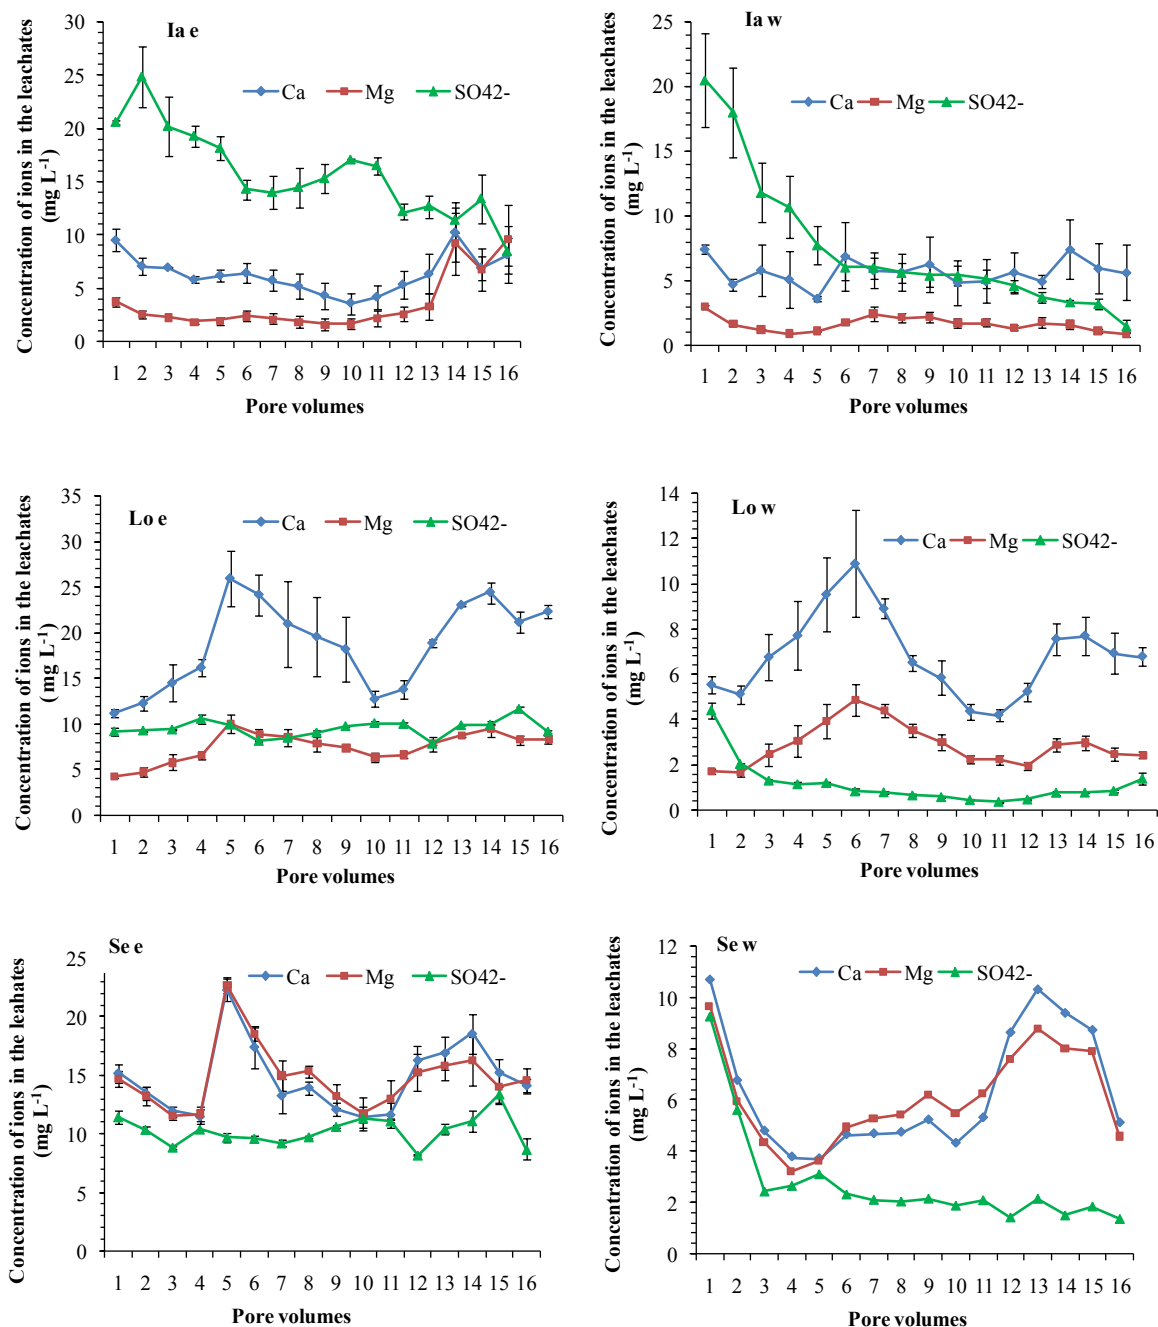 Ia e
Concentration of ions in the leachates
(mg L-1)
30
25
20
15
10
5
0
Ca Mg SO42-
1 2 3 4 5 6 7 8 9 10 11 12 13 14 15 16
Pore volumes
Ia w
Concentration of ions in the leachates
(mg L-1)
25
20
15
10
5
0
Ca Mg SO42-
1 2 3 4 5 6 7 8 9 10 11 12 13 14 15 16
Pore volumes
Lo e
Concentration of ions in the leachates
(mg L-1)
35
30
25
20
15
10
5
0
Ca Mg SO42-
1 2 3 4 5 6 7 8 9 10 11 12 13 14 15 16
Pore volumes
Lo w
Concentration of ions in the leachates
(mg L-1)
14
12
10
8
6
4
2
0
Ca Mg SO42-
1 2 3 4 5 6 7 8 9 10 11 12 13 14 15 16
Pore volumes
Se e
Concentration of ions in the leahates
(mg L-1)
25
20
15
10
5
0
Ca Mg SO42-
1 2 3 4 5 6 7 8 9 10 11 12 13 14 15 16
Pore volumes
Se w
Concentration of ions in the leachates
(mg L-1)
12
10
8
6
4
2
0
Ca Mg SO42-
1 2 3 4 5 6 7 8 9 10 11 12 13 14 15 16
Pore volumes